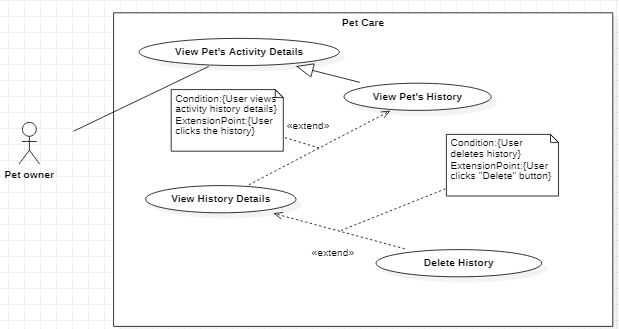 Pet Care
View Pet's Activity Details
View Pet's History
Condition:{User views
activity history details}
ExtensionPoint:{User
clicks the history}
«extend»
Condition:{User
deletes history}
ExtensionPoint:{User
clicks "Delete" button}
Pet owner
View History Details
«extend»
Delete History